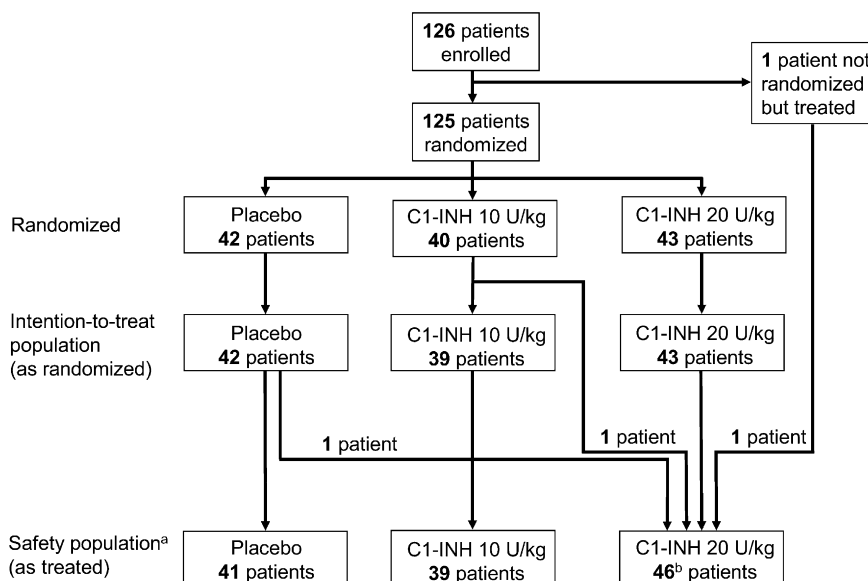 126 patients
enrolled
1 patient not
randomized
but treated
125 patients
randomized
Randomized
Placebo
42 patients
C1-INH 10 U/kg
40 patients
C1-INH 20 U/kg
43 patients
Intention-to-treat
population
(as randomized)
Placebo
42 patients
C1-INH 10 U/kg
39 patients
C1-INH 20 U/kg
43 patients
1 patient
1 patient
1 patient
Safety populationᵃ
(as treated)
Placebo
41 patients
C1-INH 10 U/kg
39 patients
C1-INH 20 U/kg
46ᵇ patients